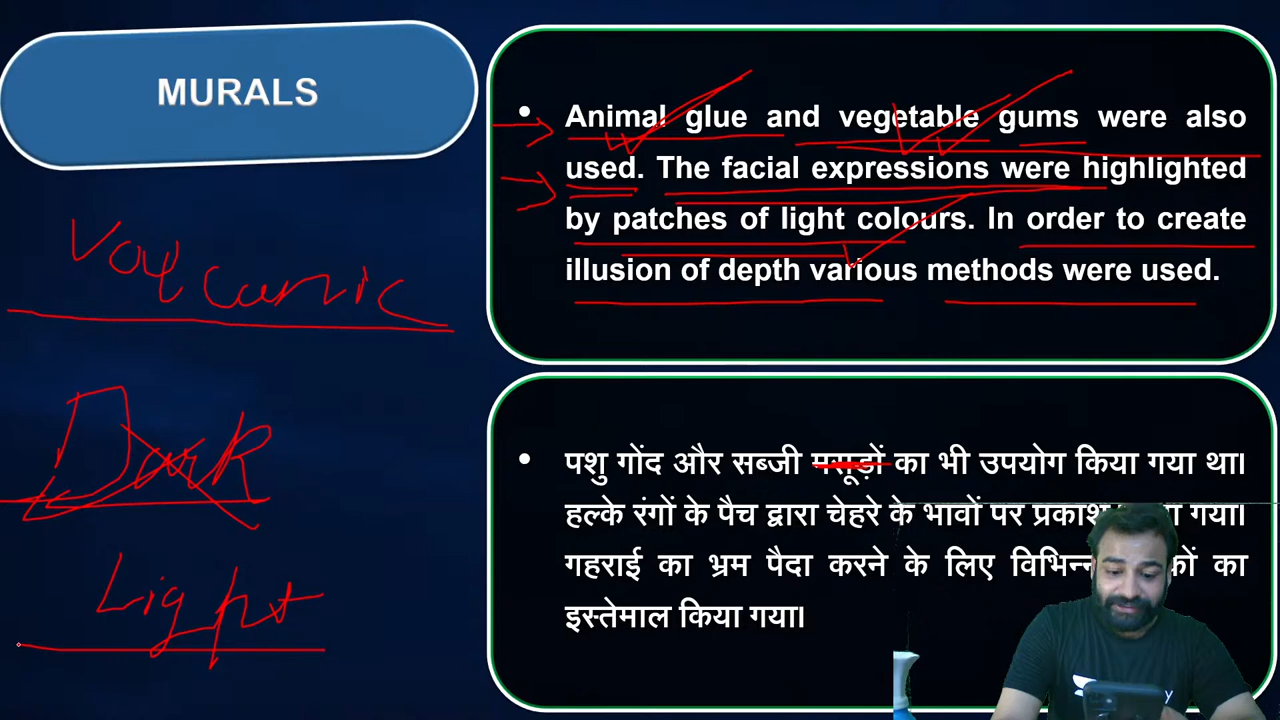 MURALS
• Animal glue and vegetable gums were also
used. The facial expressions were highlighted
by patches of light colours. In order to create
illusion of depth various methods were used.
Volcanic
Dark
Light
• पशु गोंद और सब्जी मसूड़ों का भी उपयोग किया गया था।
हल्के रंगों के पैच द्वारा चेहरे के भावों पर गया।
गहराई का भ्रम पैदा करने के लिए का
इस्तेमाल किया गया।